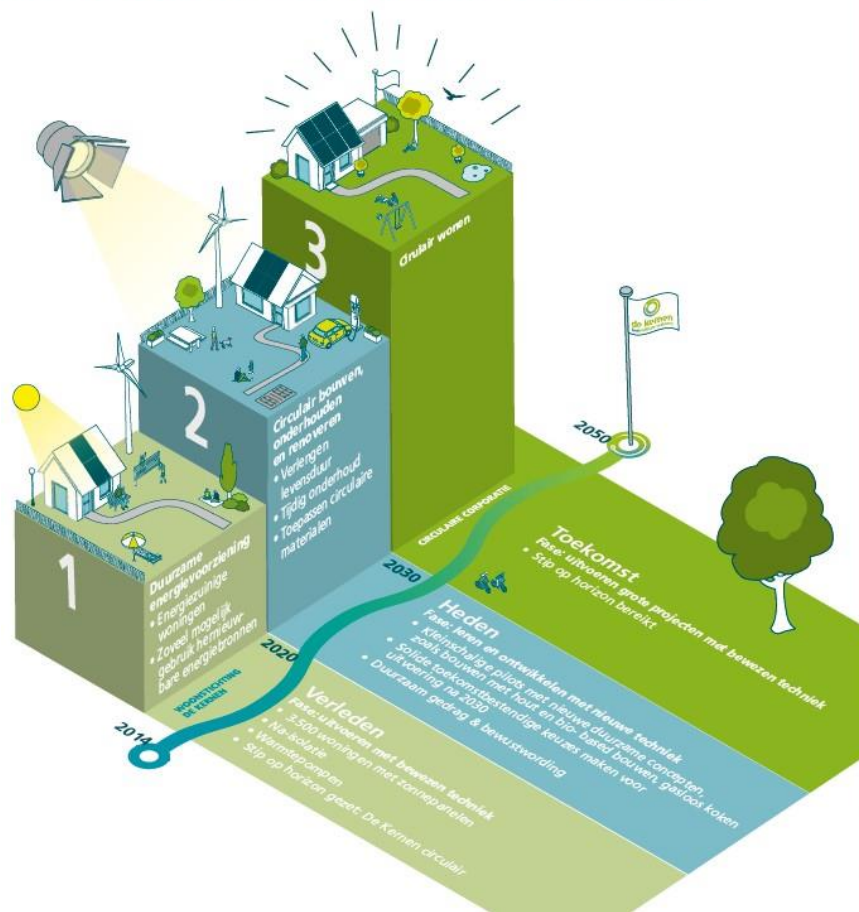 3
Cirulair wonen
2
Circulair bouwen,
onderhouden
en renoveren
• Verlengen
levensduur
• Tijdig onderhoud
• Toepassen circulaire
materialen
1
Duurzame
energievoorziening
• Energiezuinige
woningen
• Zoveel mogelijk
gebruik hernieuw
bare energiebronnen
de kernen
2050
CIRCULAIRE CORPORATIE
2030
2020
WOONSTICHTING
DE KERNEN
2014
Toekomst
Fase: uitvoeren grote projecten met bewezen techniek
• Stip op horizon bereikt
Heden
Fase: leren en ontwikkelen met nieuwe techniek
• Kleinschalige pilots met nieuwe duurzame concepten,
zoals bouwen met hout en bio- based bouwen, gasloos koken
• Solide toekomstbestendige keuzes maken voor
uitvoering na 2030
• Duurzaam gedrag & bewustwording
Verleden
Fase: uitvoeren met bewezen techniek
• 3.500 woningen met zonnepanelen
• Na-isolatie
• Warmtepompen
• Stip op horizon gezet: De Kernen circulair